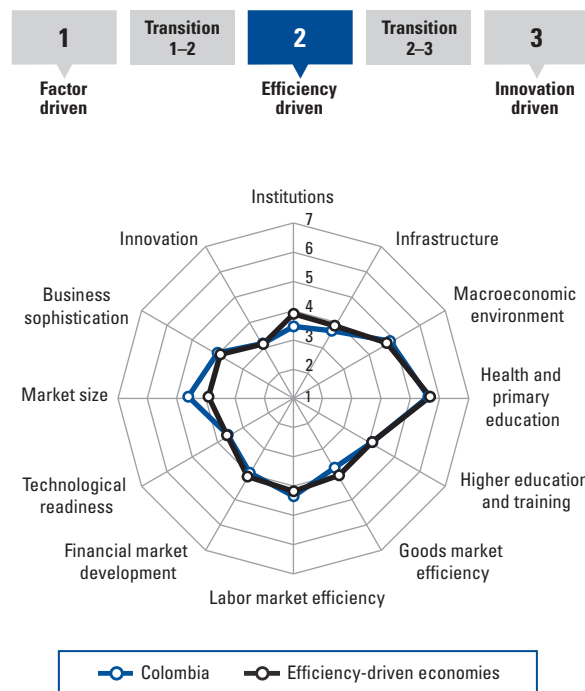 1
Transition
1–2
2
Transition
2–3
3
Factor
driven
Efficiency
driven
Innovation
driven
Institutions
7
6
5
4
3
2
1
Infrastructure
Macroeconomic
environment
Health and
primary
education
Higher education
and training
Goods market
efficiency
Labor market efficiency
Financial market
development
Technological
readiness
Market size
Business
sophistication
Innovation
Colombia
Efficiency-driven economies